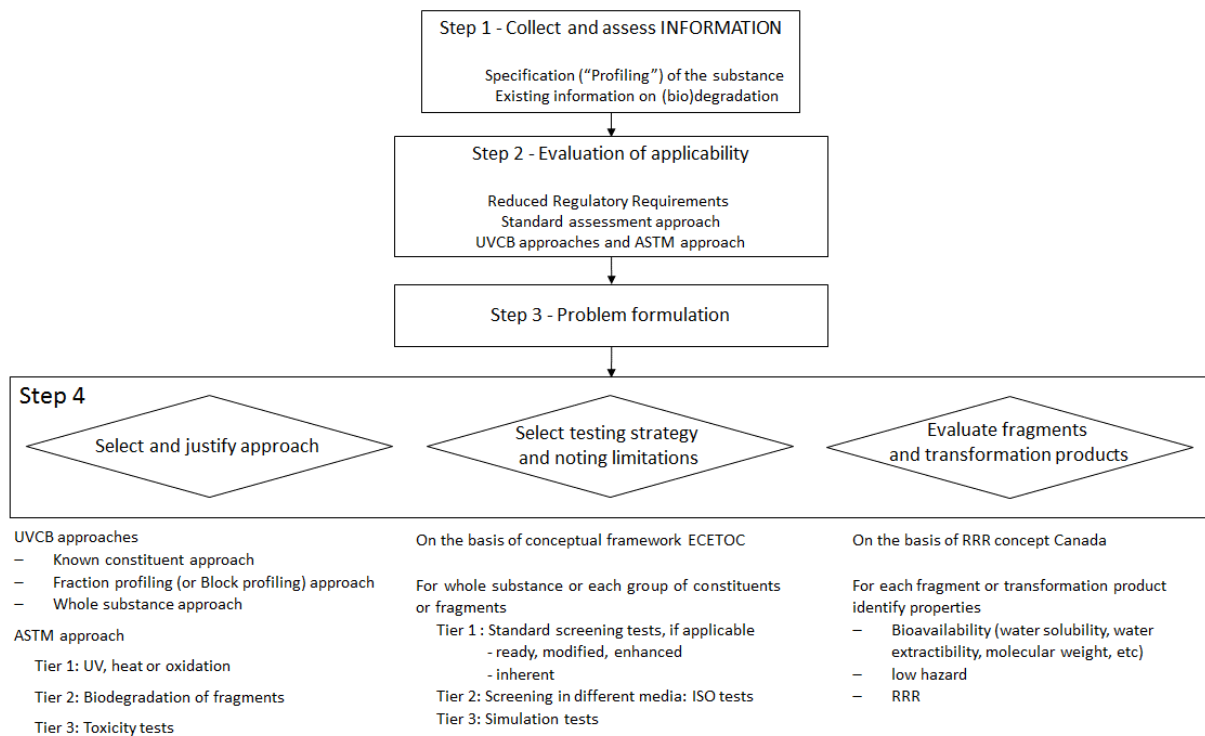 Step 1 - Collect and assess INFORMATION
Specification (“Profiling”) of the substance
Existing information on (bio)degradation
Step 2 - Evaluation of applicability
Reduced Regulatory Requirements
Standard assessment approach
UVCB approaches and ASTM approach
Step 3 - Problem formulation
Step 4
Select and justify approach
Select testing strategy
and noting limitations
Evaluate fragments
and transformation products
UVCB approaches
– Known constituent approach
– Fraction profiling (or Block profiling) approach
– Whole substance approach
ASTM approach
Tier 1: UV, heat or oxidation
Tier 2: Biodegradation of fragments
Tier 3: Toxicity tests
On the basis of conceptual framework ECETOC
For whole substance or each group of constituents
or fragments
Tier 1 : Standard screening tests, if applicable
- ready, modified, enhanced
- inherent
Tier 2: Screening in different media: ISO tests
Tier 3: Simulation tests
On the basis of RRR concept Canada
For each fragment or transformation product
identify properties
– Bioavailability (water solubility, water
extractibility, molecular weight, etc)
– low hazard
– RRR